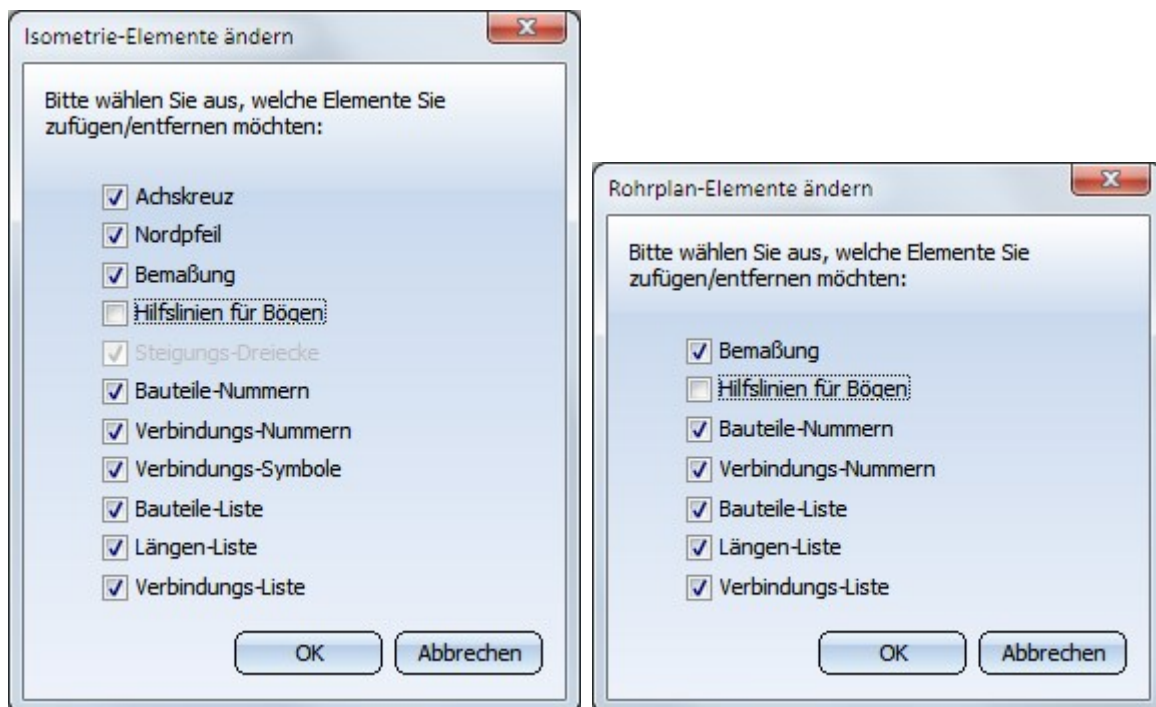 Isometrie-Elemente ändern
Bitte wählen Sie aus, welche Elemente Sie
zufügen/entfernen möchten:
Achskreuz
Nordpfeil
Bemaßung
Hilfslinien für Bögen
Steigungs-Dreiecke
Bauteile-Nummern
Verbindungs-Nummern
Verbindungs-Symbole
Bauteile-Liste
Längen-Liste
Verbindungs-Liste
OK Abbrechen
Rohrplan-Elemente ändern
Bitte wählen Sie aus, welche Elemente Sie
zufügen/entfernen möchten:
Bemaßung
Hilfslinien für Bögen
Bauteile-Nummern
Verbindungs-Nummern
Bauteile-Liste
Längen-Liste
Verbindungs-Liste
OK Abbrechen